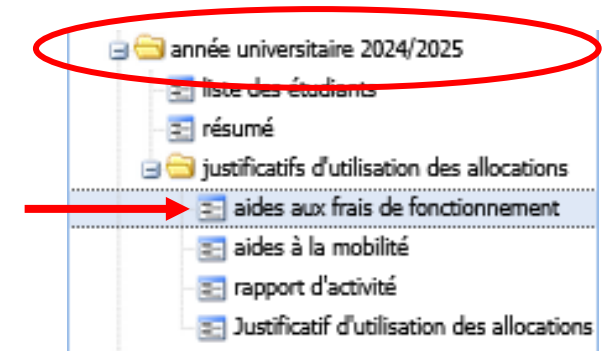 année universitaire 2024/2025
liste des étudiants
résumé
justificatifs d'utilisation des allocations
aides aux frais de fonctionnement
aides à la mobilité
rapport d'activité
Justificatif d'utilisation des allocations